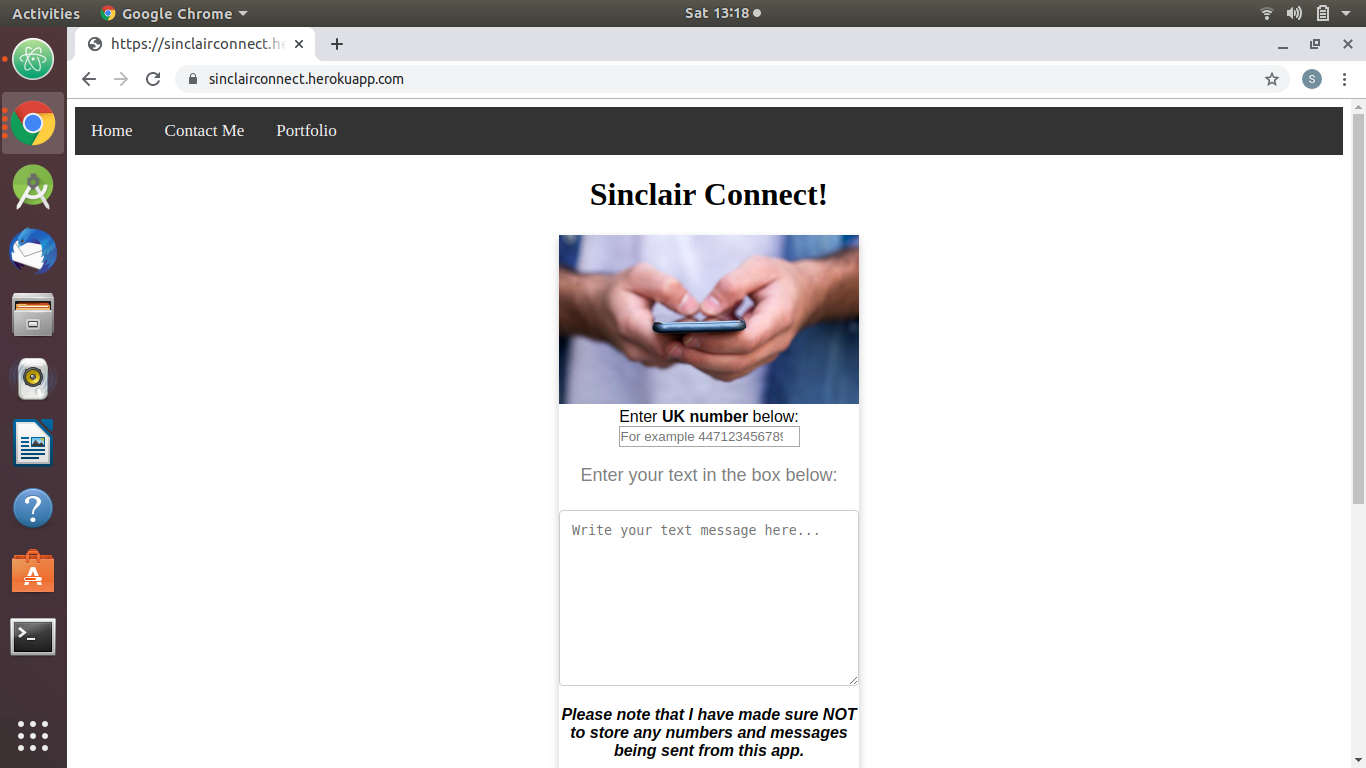 Activities Google Chrome Sat 13:18
https://sinclairconnect.he
sinclairconnect.herokuapp.com S
Home Contact Me Portfolio
Sinclair Connect!
Enter UK number below:
For example 447123456789
Enter your text in the box below:
Write your text message here...
Please note that I have made sure NOT
to store any numbers and messages
being sent from this app.